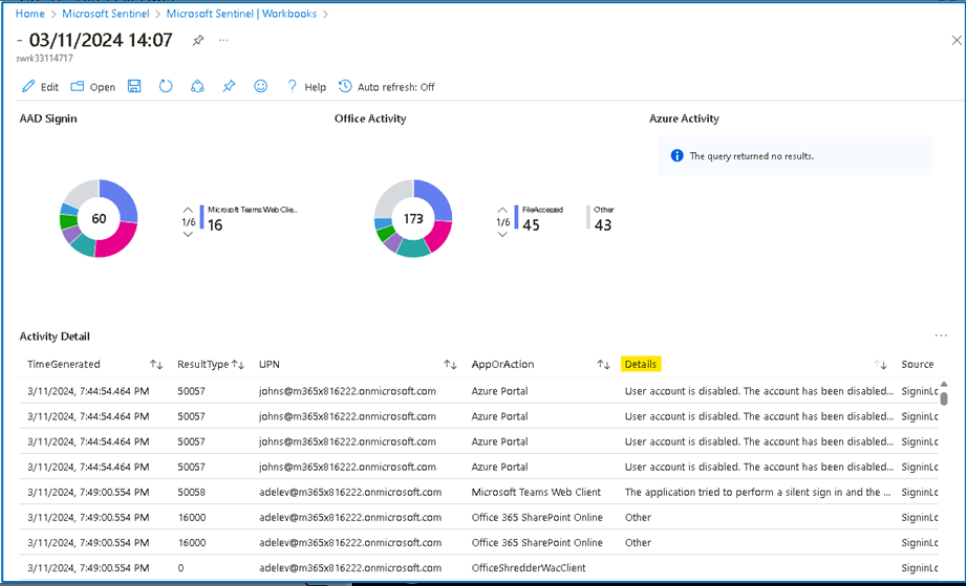 Home > Microsoft Sentinel > Microsoft Sentinel | Workbooks >
- 03/11/2024 14:07 ...
swrk33114717
Edit Open Help Auto refresh: Off
AAD Signin Office Activity Azure Activity
The query returned no results.
60 1/6 Microsoft Teams Web Clie... 16
173 1/6 FileAccessed 45 Other 43
Activity Detail ...
TimeGenerated ResultType UPN AppOrAction Details Source
3/11/2024, 7:44:54.464 PM 50057 johns@m365x816222.onmicrosoft.com Azure Portal User account is disabled. The account has been disabled... SigninLc
3/11/2024, 7:44:54.464 PM 50057 johns@m365x816222.onmicrosoft.com Azure Portal User account is disabled. The account has been disabled... SigninLc
3/11/2024, 7:44:54.464 PM 50057 johns@m365x816222.onmicrosoft.com Azure Portal User account is disabled. The account has been disabled... SigninLc
3/11/2024, 7:44:54.464 PM 50057 johns@m365x816222.onmicrosoft.com Azure Portal User account is disabled. The account has been disabled... SigninLc
3/11/2024, 7:49:00.554 PM 50058 adelev@m365x816222.onmicrosoft.com Microsoft Teams Web Client The application tried to perform a silent sign in and the ... SigninLc
3/11/2024, 7:49:00.554 PM 16000 adelev@m365x816222.onmicrosoft.com Office 365 SharePoint Online Other SigninLc
3/11/2024, 7:49:00.554 PM 16000 adelev@m365x816222.onmicrosoft.com Office 365 SharePoint Online Other SigninLc
3/11/2024, 7:49:00.554 PM 0 adelev@m365x816222.onmicrosoft.com OfficeShredderWacClient SigninLc